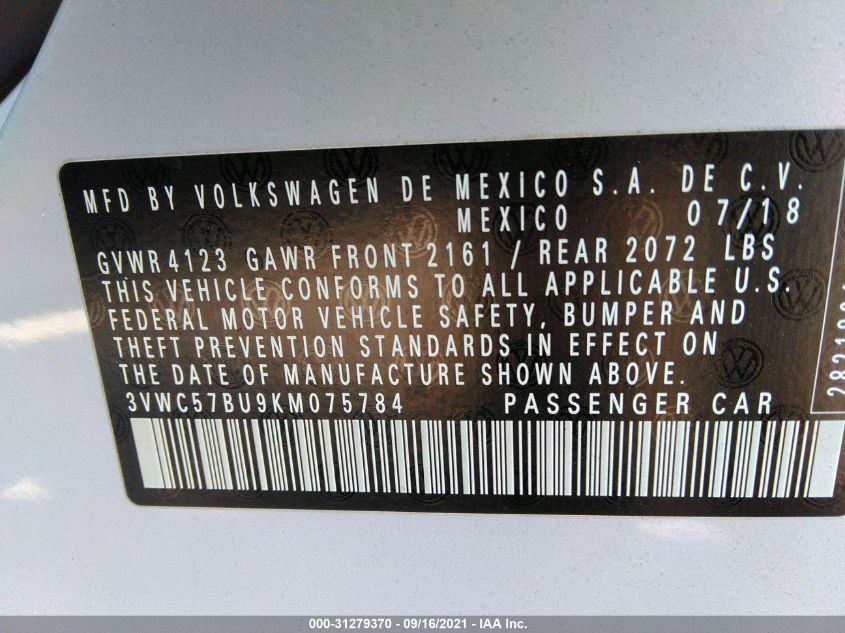 MFD BY VOLKSWAGEN DE MEXICO S.A. DE C.V.
MEXICO 07/18
GVWR 4123 GAWR FRONT 2161 / REAR 2072 LBS
THIS VEHICLE CONFORMS TO ALL APPLICABLE U.S.
FEDERAL MOTOR VEHICLE SAFETY, BUMPER AND
THEFT PREVENTION STANDARDS IN EFFECT ON
THE DATE OF MANUFACTURE SHOWN ABOVE.
3VWC57BU9KM075784 PASSENGER CAR
000-31279370 - 09/16/2021 - IAA Inc.